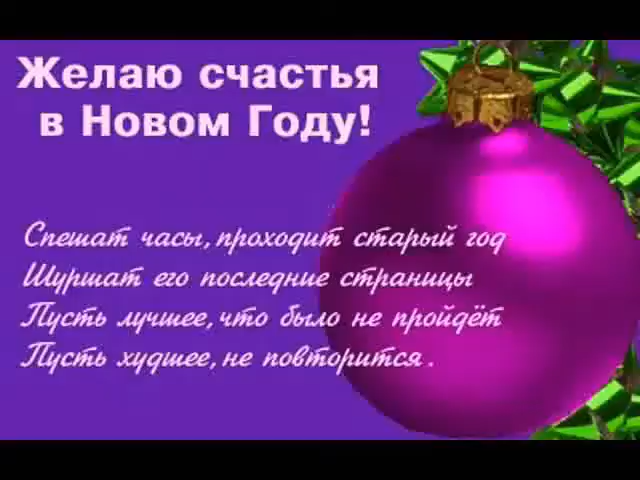 Желаю счастья
в Новом Году!
Спешат часы, проходит старый год
Шуршат его последние страницы
Пусть лучшее, что было не пройдёт
Пусть худшее, не повторится.